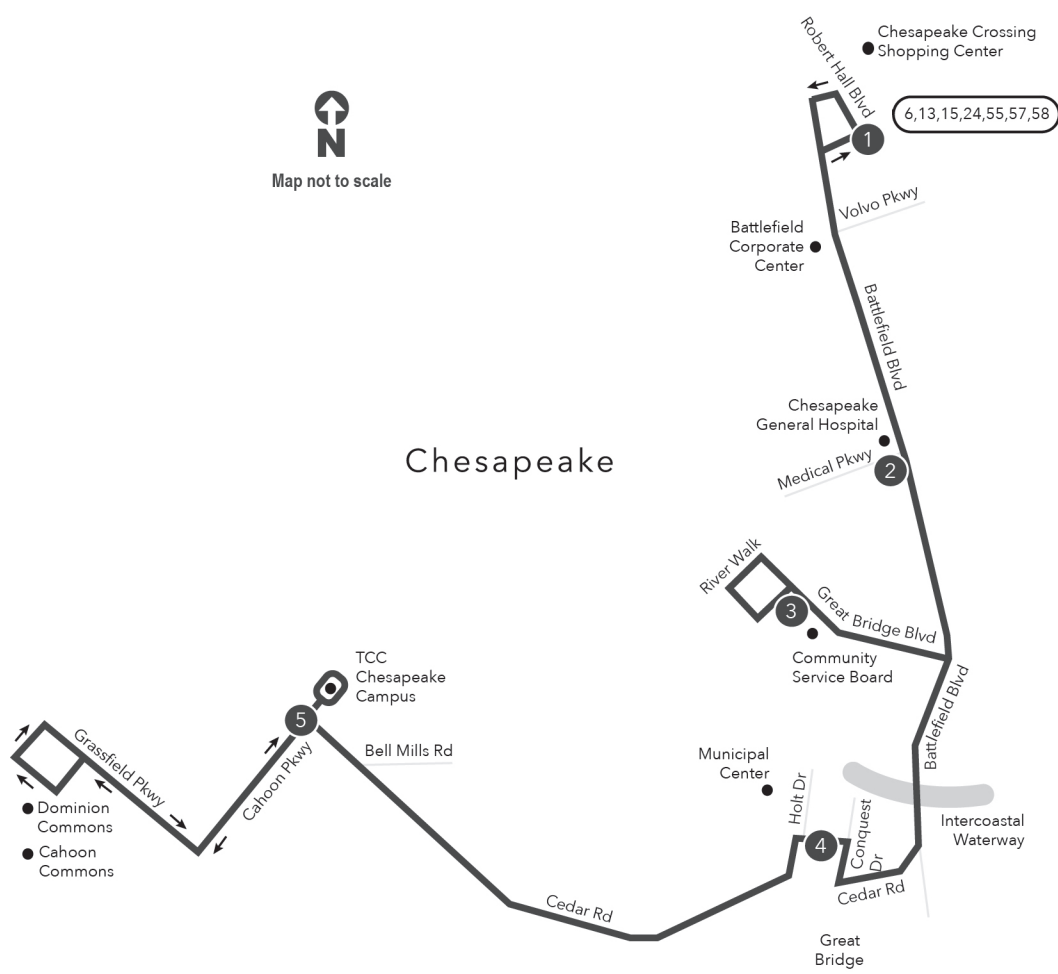 Robert Hall Blvd
Chesapeake Crossing
Shopping Center
6,13,15,24,55,57,58
1
N
Map not to scale
Volvo Pkwy
Battlefield
Corporate
Center
Battlefield Blvd
Chesapeake
General Hospital
Medical Pkwy
2
Chesapeake
River Walk
3
Great Bridge Blvd
Community
Service Board
TCC
Chesapeake
Campus
5
Bell Mills Rd
Grassfield Pkwy
Cahoon Pkwy
Dominion
Commons
Cahoon
Commons
Battlefield Blvd
Municipal
Center
Holt Dr
4
Conquest
Dr
Intercoastal
Waterway
Cedar Rd
Cedar Rd
Great
Bridge